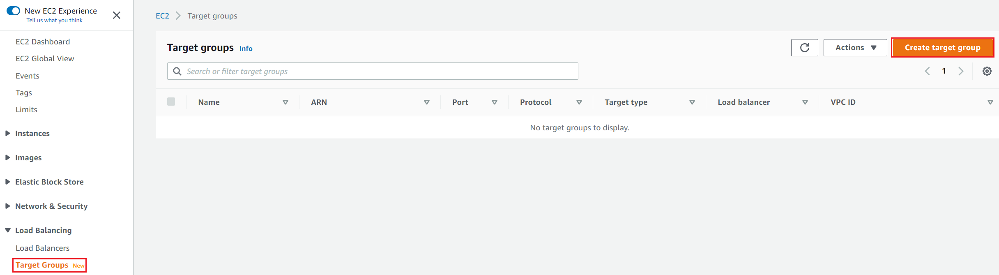 New EC2 Experience
Tell us what you think
EC2 Dashboard
EC2 Global View
Events
Tags
Limits
Instances
Images
Elastic Block Store
Network & Security
Load Balancing
Load Balancers
Target Groups New
EC2 Target groups
Target groups Info
Actions
Create target group
Search or filter target groups
1
Name ARN Port Protocol Target type Load balancer VPC ID
No target groups to display.